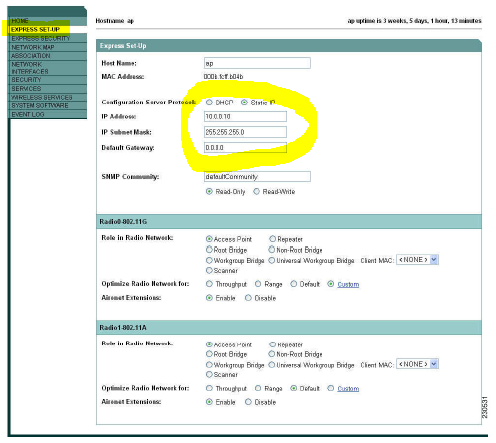 Hostname ap
ap uptime is 3 weeks, 5 days, 1 hour, 13 minutes
HOME
EXPRESS SET-UP
EXPRESS SECURITY
NETWORK MAP
ASSOCIATION
NETWORK
INTERFACES
SECURITY
SERVICES
WIRELESS SERVICES
SYSTEM SOFTWARE
EVENT LOG
Express Set-Up
Host Name: ap
MAC Address:
Configuration Server Protocol: DHCP Static IP
IP Address: 10.0.0.10
IP Subnet Mask: 255.255.255.0
Default Gateway: 0.0.0.0
SNMP Community: defaultCommunity
Read-Only Read-Write
Radio0-802.11G
Role in Radio Network: Access Point Repeater
Root Bridge Non-Root Bridge
Workgroup Bridge Universal Workgroup Bridge Client MAC: < NONE >
Scanner
Optimize Radio Network for: Throughput Range Default Custom
Aironet Extensions: Enable Disable
Radio1-802.11A
Role in Radio Network: Access Point Repeater
Root Bridge Non-Root Bridge
Workgroup Bridge Universal Workgroup Bridge Client MAC: < NONE >
Scanner
Optimize Radio Network for: Throughput Range Default Custom
Aironet Extensions: Enable Disable
230531